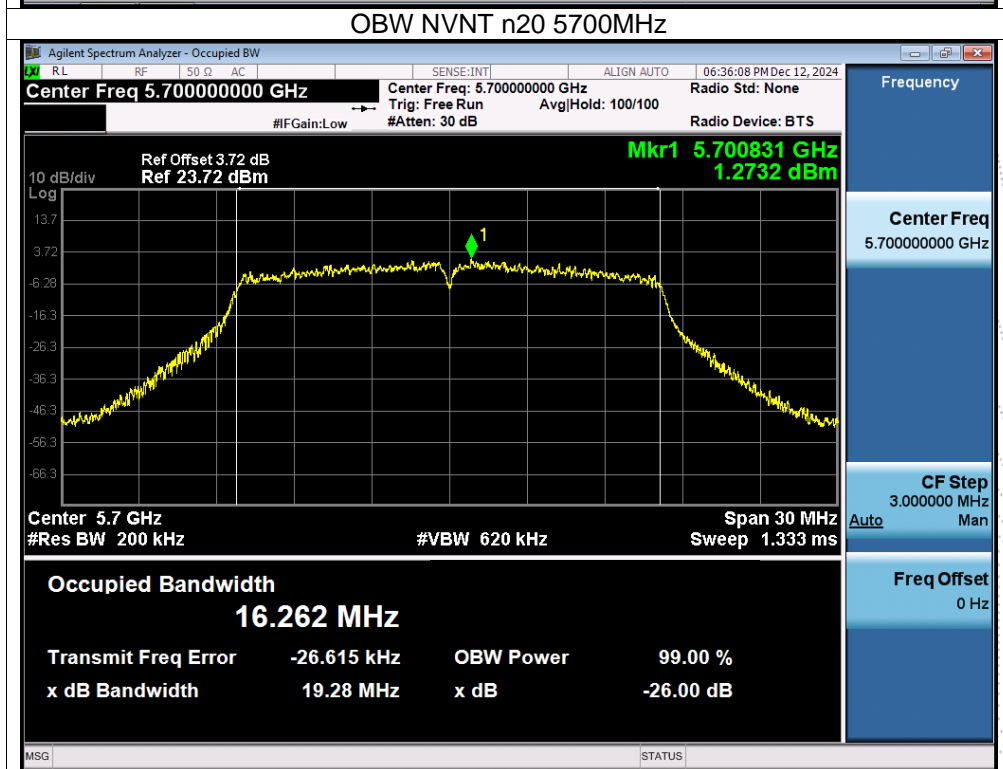 OBW NVNT n20 5700MHz
Agilent Spectrum Analyzer - Occupied BW
LXI RL RF 50 Ω AC SENSE:INT ALIGN AUTO 06:36:08 PM Dec 12, 2024
Center Freq 5.700000000 GHz
Center Freq: 5.700000000 GHz Radio Std: None
Trig: Free Run Avg|Hold: 100/100
#IFGain:Low #Atten: 30 dB Radio Device: BTS
Frequency
Mkr1 5.700831 GHz
1.2732 dBm
Ref Offset 3.72 dB
10 dB/div Ref 23.72 dBm
Log
13.7
1
3.72
-6.28
-16.3
-26.3
-36.3
-46.3
-56.3
-66.3
Center Freq
5.700000000 GHz
Center 5.7 GHz Span 30 MHz
#Res BW 200 kHz #VBW 620 kHz Sweep 1.333 ms
CF Step
3.000000 MHz
Auto Man
Freq Offset
0 Hz
Occupied Bandwidth
16.262 MHz
Transmit Freq Error -26.615 kHz OBW Power 99.00 %
x dB Bandwidth 19.28 MHz x dB -26.00 dB
MSG STATUS